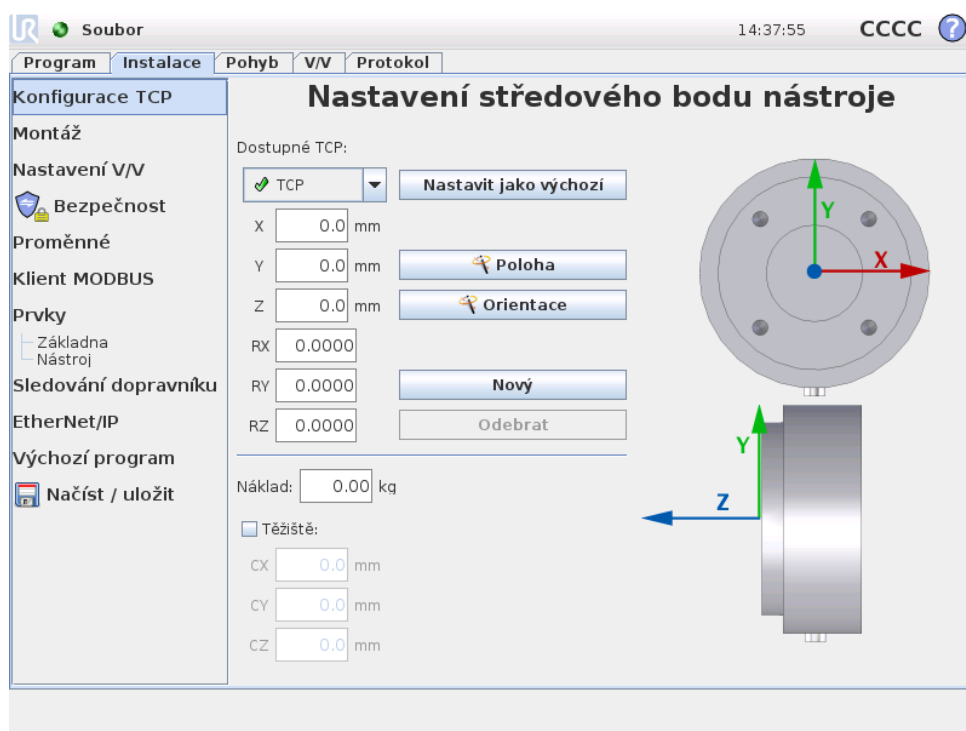 UR Soubor 14:37:55 CCCC ?
Program Instalace Pohyb V/V Protokol
Konfigurace TCP
Montáž
Nastavení V/V
Bezpečnost
Proměnné
Klient MODBUS
Prvky
Základna
Nástroj
Sledování dopravníku
EtherNet/IP
Výchozí program
Načíst / uložit
Nastavení středového bodu nástroje
Dostupné TCP:
TCP Nastavit jako výchozí
X 0.0 mm
Y 0.0 mm Poloha
Z 0.0 mm Orientace
RX 0.0000
RY 0.0000 Nový
RZ 0.0000 Odebrat
Náklad: 0.00 kg
Těžiště:
CX 0.0 mm
CY 0.0 mm
CZ 0.0 mm
Y
X
Y
Z